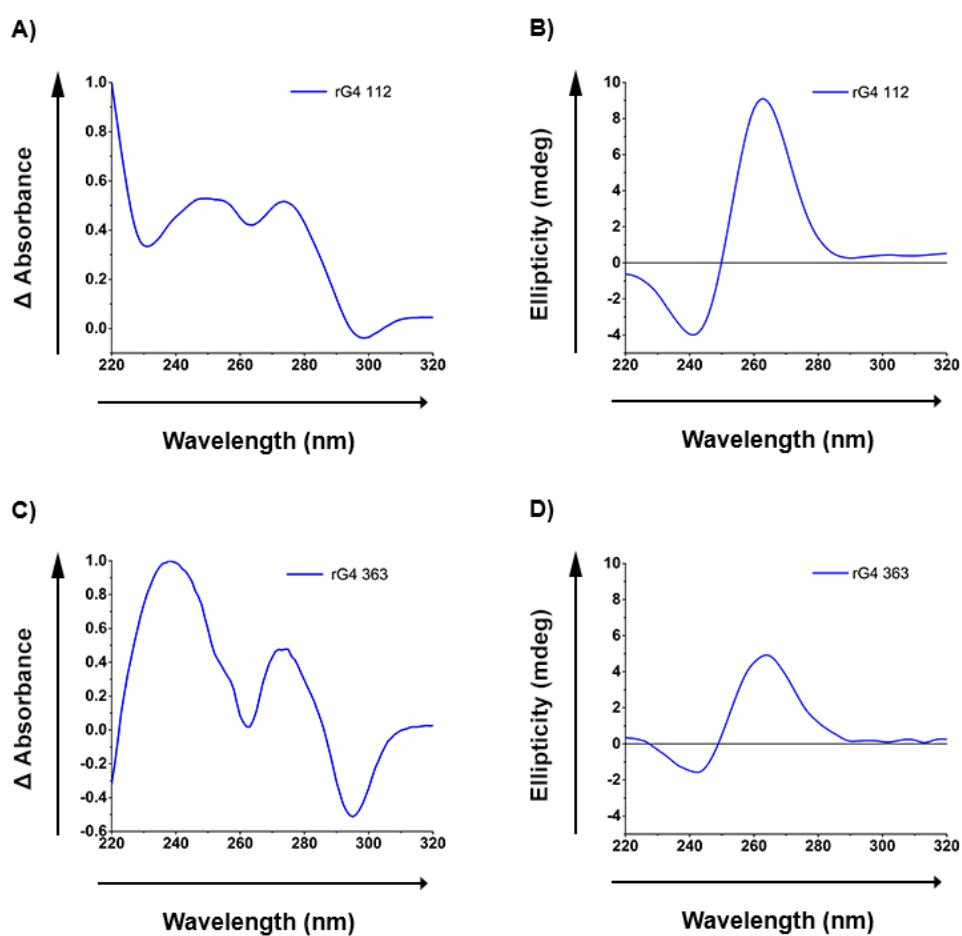 A)
rG4 112
Δ Absorbance
1.0
0.8
0.6
0.4
0.2
0.0
220 240 260 280 300 320
Wavelength (nm)
B)
rG4 112
Ellipticity (mdeg)
10
8
6
4
2
0
-2
-4
220 240 260 280 300 320
Wavelength (nm)
C)
rG4 363
Δ Absorbance
1.0
0.8
0.6
0.4
0.2
0.0
-0.2
-0.4
-0.6
220 240 260 280 300 320
Wavelength (nm)
D)
rG4 363
Ellipticity (mdeg)
10
8
6
4
2
0
-2
-4
220 240 260 280 300 320
Wavelength (nm)